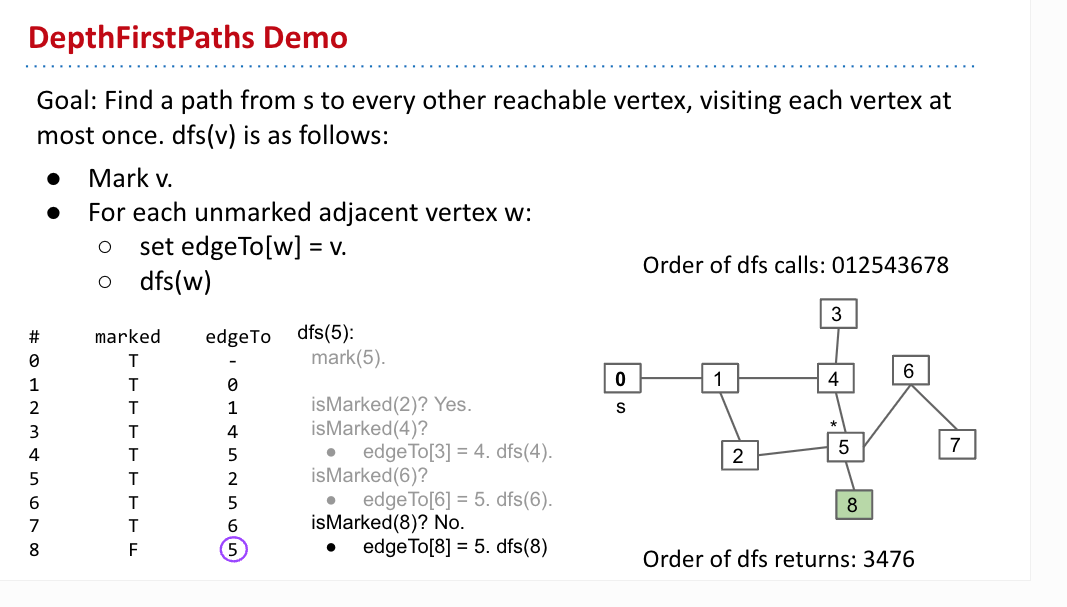 DepthFirstPaths Demo
Goal: Find a path from s to every other reachable vertex, visiting each vertex at
most once. dfs(v) is as follows:
● Mark v.
● For each unmarked adjacent vertex w:
○ set edgeTo[w] = v.
○ dfs(w)
Order of dfs calls: 012543678
# marked edgeTo
0 T -
1 T 0
2 T 1
3 T 4
4 T 5
5 T 2
6 T 5
7 T 6
8 F 5
dfs(5):
mark(5).
isMarked(2)? Yes.
isMarked(4)?
● edgeTo[3] = 4. dfs(4).
isMarked(6)?
● edgeTo[6] = 5. dfs(6).
isMarked(8)? No.
● edgeTo[8] = 5. dfs(8)
3
0 1 4 6
s
*
2 5 7
8
Order of dfs returns: 3476